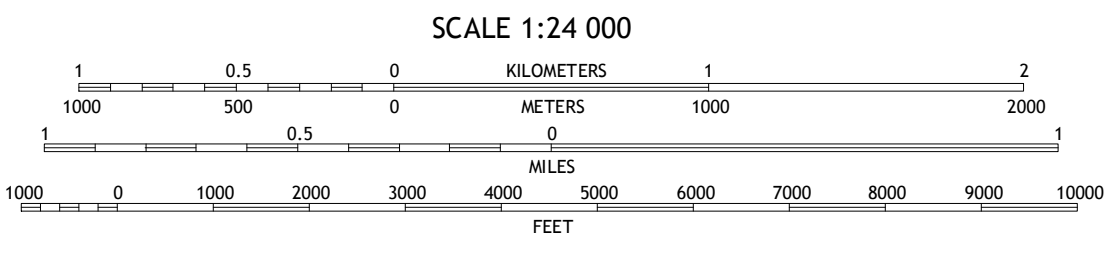 SCALE 1:24 000
1 0.5 0 KILOMETERS 1 2
1000 500 0 METERS 1000 2000
1 0.5 0 1
MILES
1000 0 1000 2000 3000 4000 5000 6000 7000 8000 9000 10000
FEET